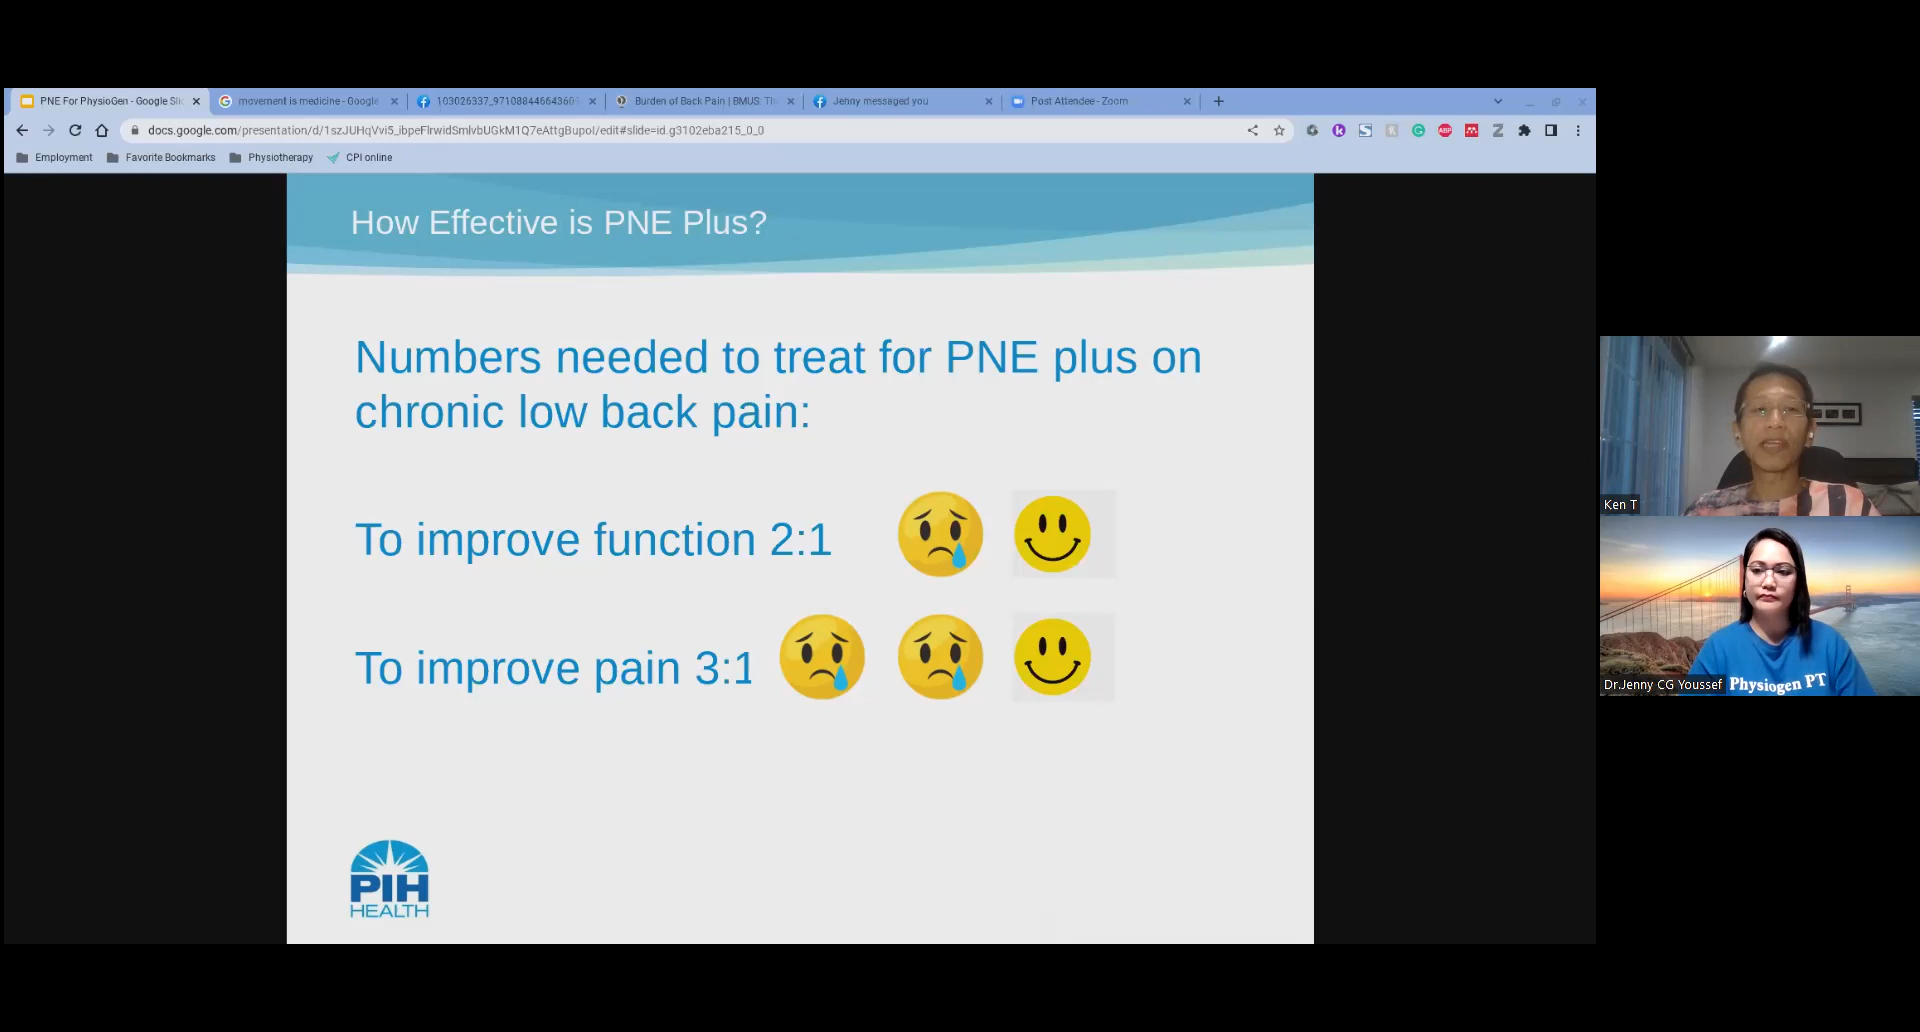 PNE For PhysioGen - Google Sli
movement is medicine - Google
103026337_971088446643609
Burden of Back Pain | BMUS: Th
Jenny messaged you
Post Attendee - Zoom
Employment
Favorite Bookmarks
Physiotherapy
CPI online
How Effective is PNE Plus?
Numbers needed to treat for PNE plus on
chronic low back pain:
To improve function 2:1
To improve pain 3:1
PIH
HEALTH
Ken T
Physiogen PT
Dr.Jenny CG Youssef